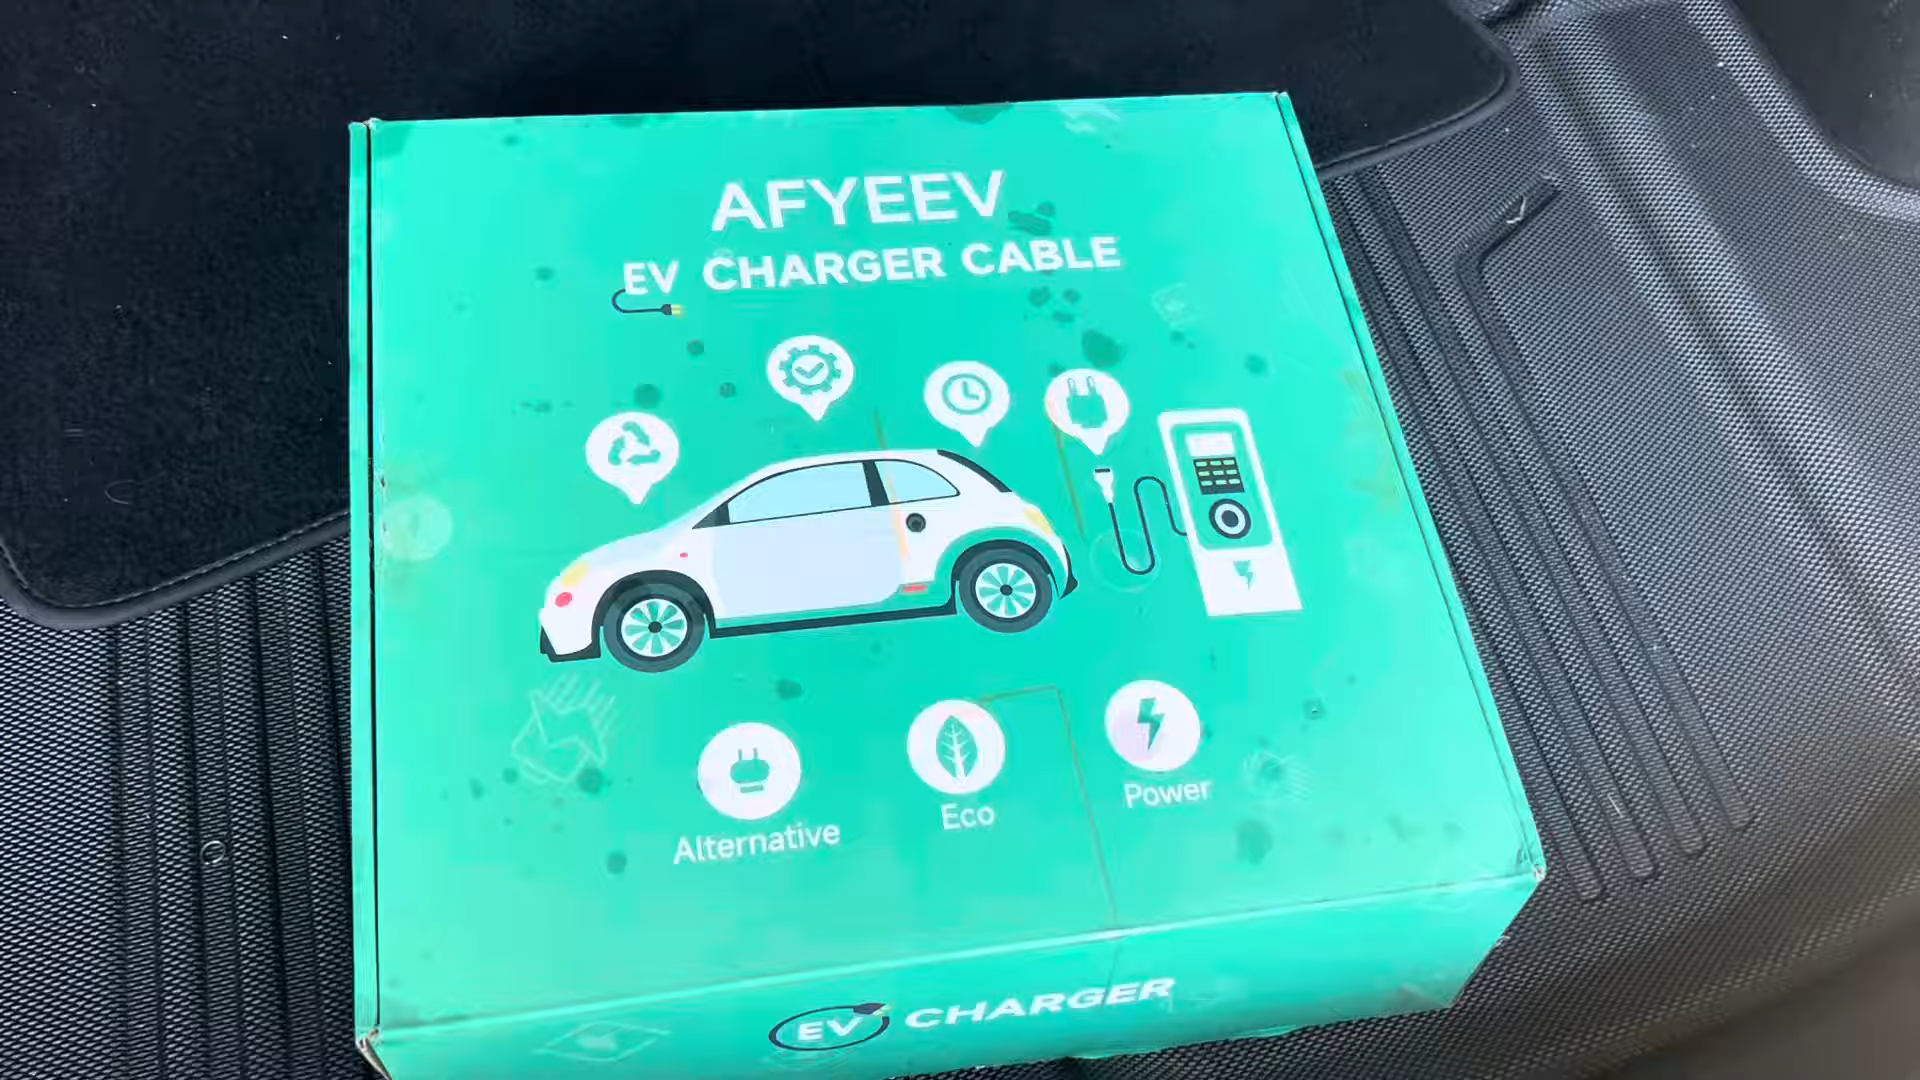 AFYEEV
EV CHARGER CABLE
Alternative
Eco
Power
EV CHARGER